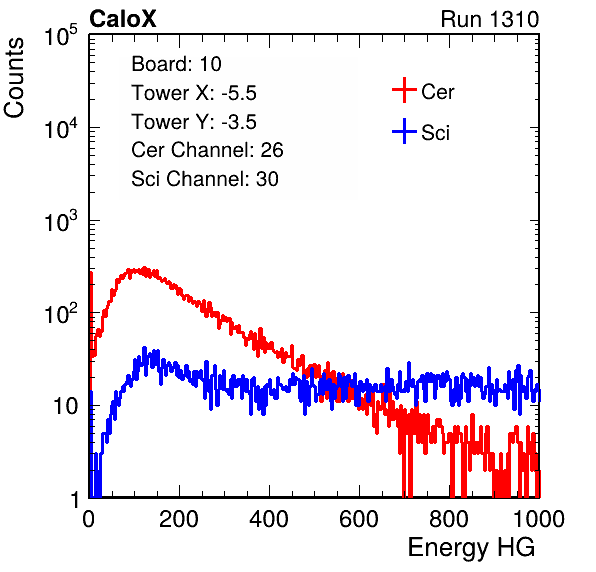 CaloX Run 1310
Counts
10^5
10^4
10^3
10^2
10
1
Board: 10
Tower X: -5.5
Tower Y: -3.5
Cer Channel: 26
Sci Channel: 30
Cer
Sci
0 200 400 600 800 1000
Energy HG